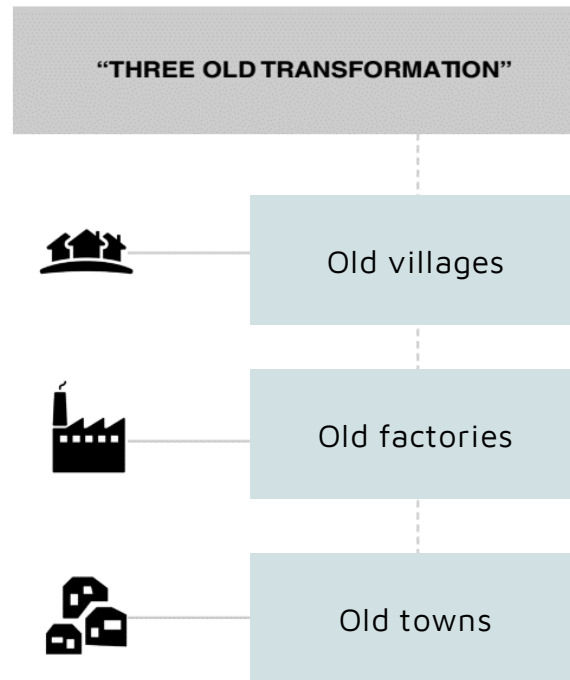 “THREE OLD TRANSFORMATION”
Old villages
Old factories
Old towns